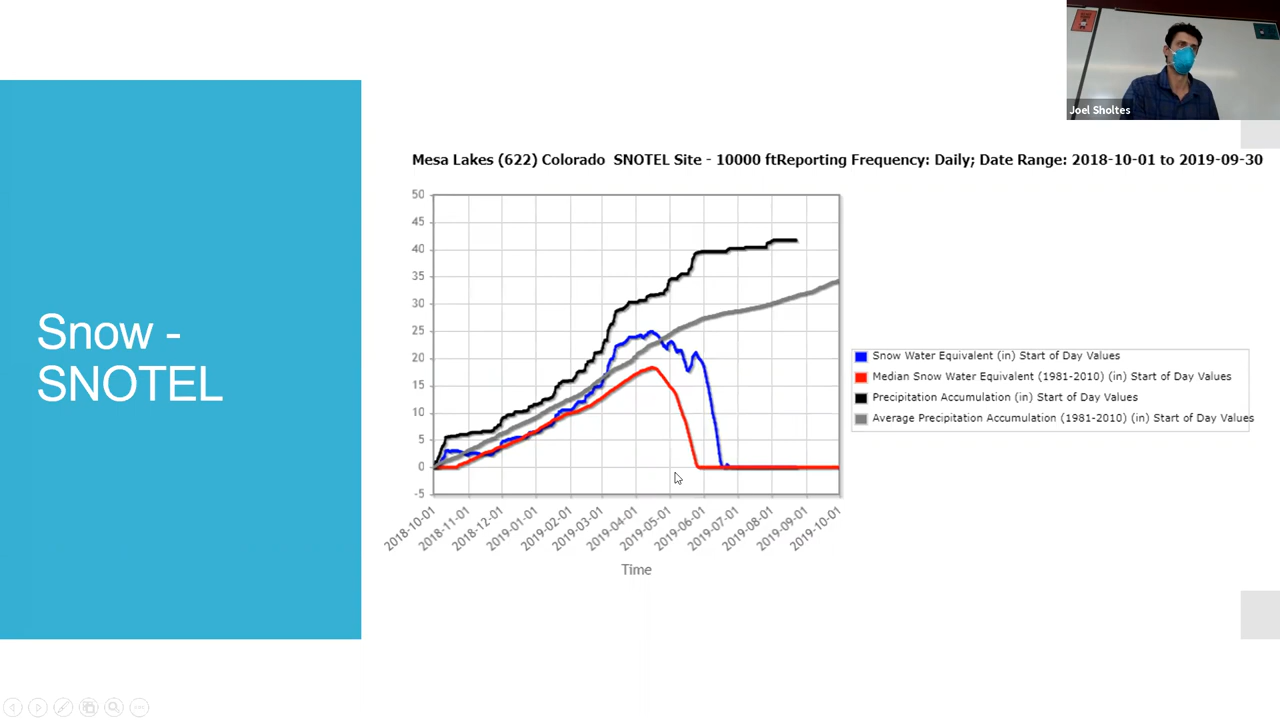 Joel Sholtes
Mesa Lakes (622) Colorado  SNOTEL Site - 10000 ftReporting Frequency: Daily; Date Range: 2018-10-01 to 2019-09-30
Snow -
SNOTEL
50
45
40
35
30
25
20
15
10
5
0
-5
2018-10-01
2018-11-01
2018-12-01
2019-01-01
2019-02-01
2019-03-01
2019-04-01
2019-05-01
2019-06-01
2019-07-01
2019-08-01
2019-09-01
2019-10-01
Time
Snow Water Equivalent (in) Start of Day Values
Median Snow Water Equivalent (1981-2010) (in) Start of Day Values
Precipitation Accumulation (in) Start of Day Values
Average Precipitation Accumulation (1981-2010) (in) Start of Day Values